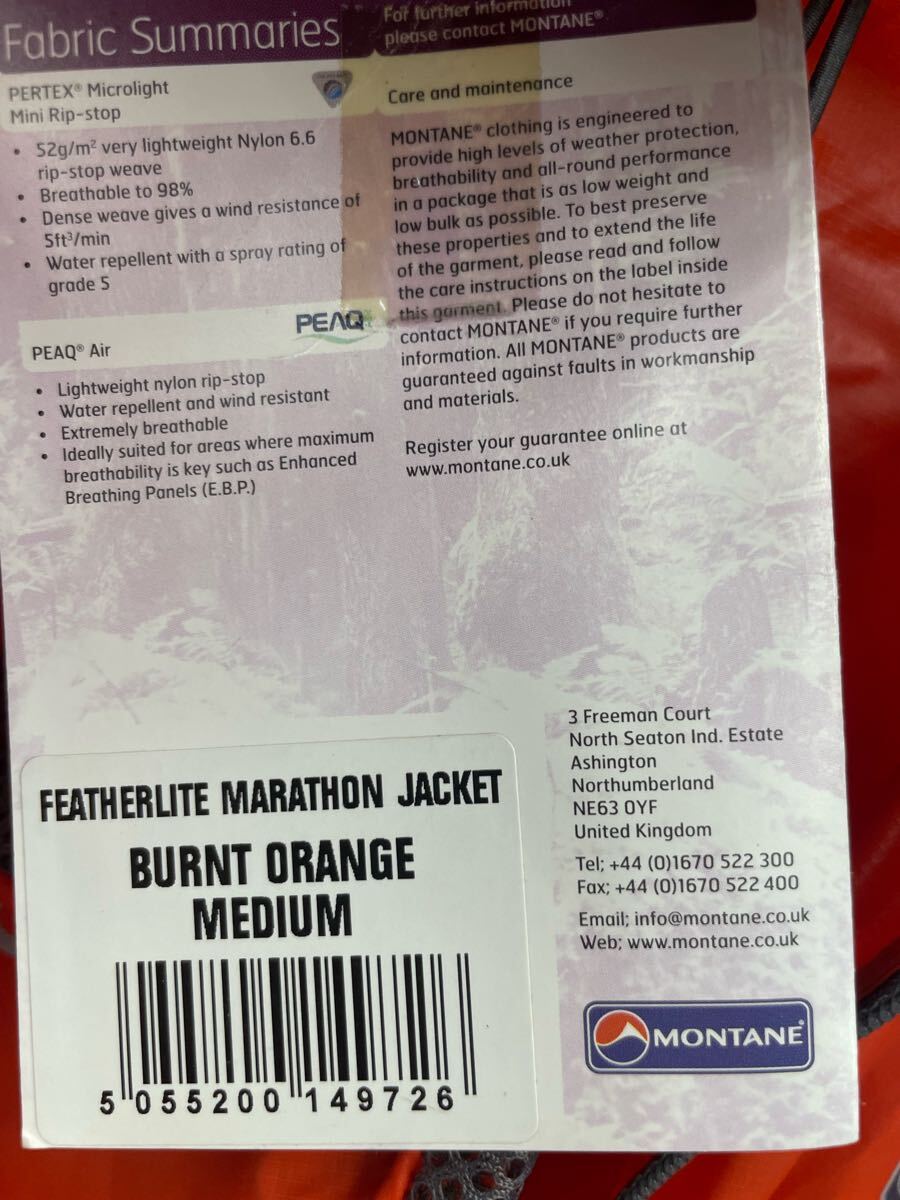 Fabric Summaries
PERTEX® Microlight
Mini Rip-stop
• 52g/m² very lightweight Nylon 6.6
rip-stop weave
• Breathable to 98%
• Dense weave gives a wind resistance of
5ft³/min
• Water repellent with a spray rating of
grade 5
PEAQ
PEAQ® Air
• Lightweight nylon rip-stop
• Water repellent and wind resistant
• Extremely breathable
• Ideally suited for areas where maximum
breathability is key such as Enhanced
Breathing Panels (E.B.P.)
For further information
please contact MONTANE®
Care and maintenance
MONTANE® clothing is engineered to
provide high levels of weather protection,
breathability and all-round performance
in a package that is as low weight and
low bulk as possible. To best preserve
these properties and to extend the life
of the garment, please read and follow
the care instructions on the label inside
this garment. Please do not hesitate to
contact MONTANE® if you require further
information. All MONTANE® products are
guaranteed against faults in workmanship
and materials.
Register your guarantee online at
www.montane.co.uk
3 Freeman Court
North Seaton Ind. Estate
Ashington
Northumberland
NE63 0YF
United Kingdom
Tel; +44 (0)1670 522 300
Fax; +44 (0)1670 522 400
Email; info@montane.co.uk
Web; www.montane.co.uk
MONTANE®
FEATHERLITE MARATHON JACKET
BURNT ORANGE
MEDIUM
5 055200 149726